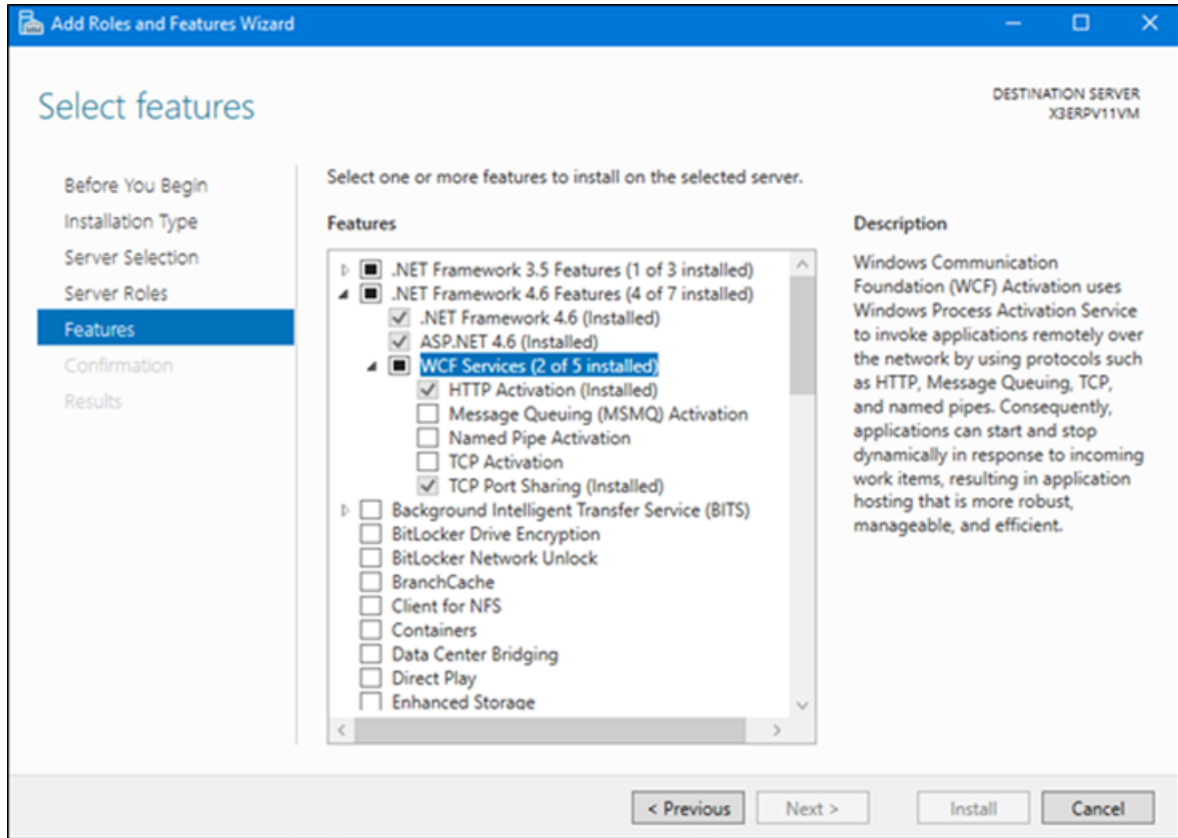 Add Roles and Features Wizard
Select features
DESTINATION SERVER
X3ERPV11VM
Before You Begin
Installation Type
Server Selection
Server Roles
Features
Confirmation
Results
Select one or more features to install on the selected server.
Features
.NET Framework 3.5 Features (1 of 3 installed)
.NET Framework 4.6 Features (4 of 7 installed)
.NET Framework 4.6 (Installed)
ASP.NET 4.6 (Installed)
WCF Services (2 of 5 installed)
HTTP Activation (Installed)
Message Queuing (MSMQ) Activation
Named Pipe Activation
TCP Activation
TCP Port Sharing (Installed)
Background Intelligent Transfer Service (BITS)
BitLocker Drive Encryption
BitLocker Network Unlock
BranchCache
Client for NFS
Containers
Data Center Bridging
Direct Play
Enhanced Storage
Description
Windows Communication
Foundation (WCF) Activation uses
Windows Process Activation Service
to invoke applications remotely over
the network by using protocols such
as HTTP, Message Queuing, TCP,
and named pipes. Consequently,
applications can start and stop
dynamically in response to incoming
work items, resulting in application
hosting that is more robust,
manageable, and efficient.
< Previous
Next >
Install
Cancel